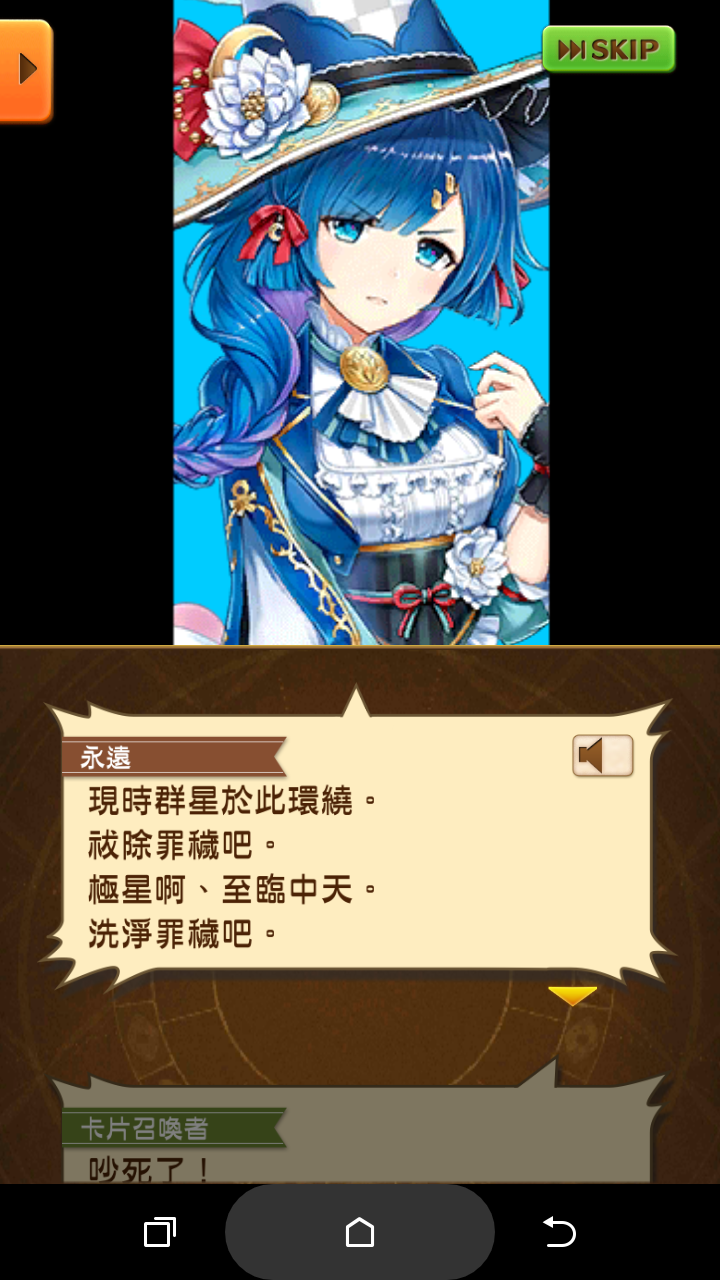 SKIP
永遠
現時群星於此環繞。
祓除罪穢吧。
極星啊、至臨中天。
洗淨罪穢吧。
卡片召喚者
吵死了！